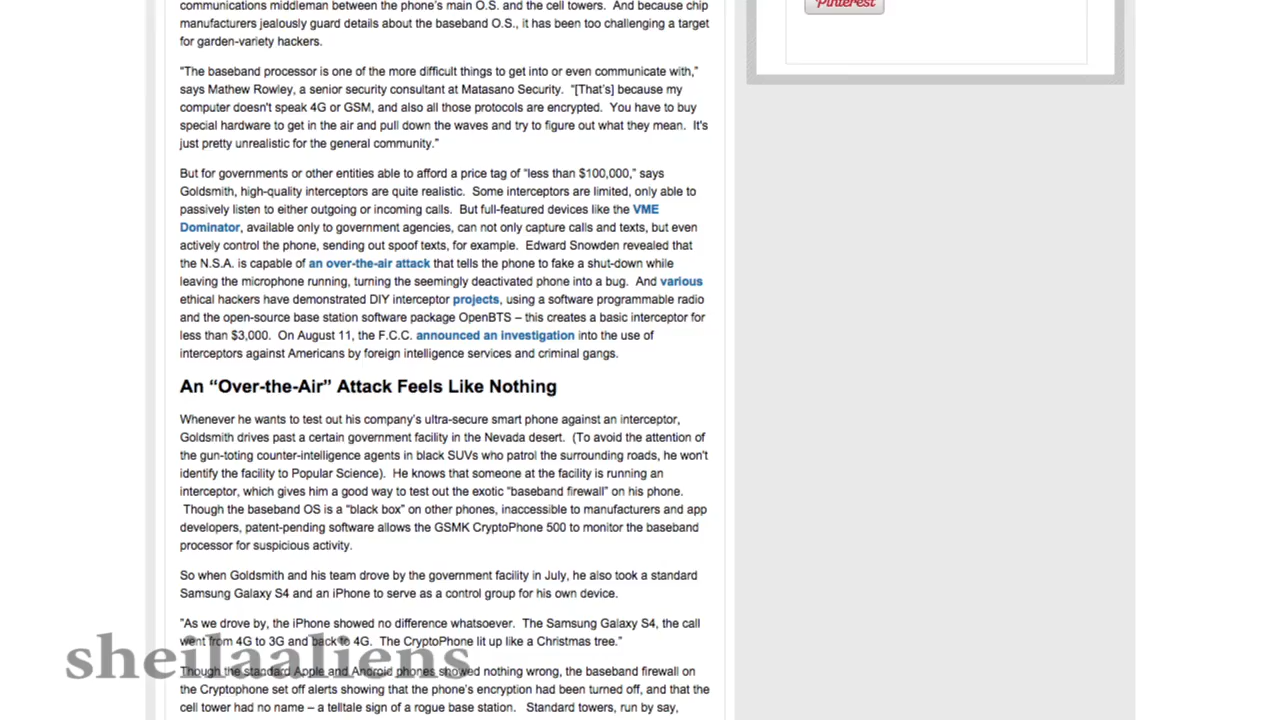 communications middleman between the phone's main O.S. and the cell towers.  And because chip
manufacturers jealously guard details about the baseband O.S., it has been too challenging a target
for garden-variety hackers.
Pinterest
"The baseband processor is one of the more difficult things to get into or even communicate with,"
says Mathew Rowley, a senior security consultant at Matasano Security.  "[That's] because my
computer doesn't speak 4G or GSM, and also all those protocols are encrypted.  You have to buy
special hardware to get in the air and pull down the waves and try to figure out what they mean.  It's
just pretty unrealistic for the general community."
But for governments or other entities able to afford a price tag of "less than $100,000," says
Goldsmith, high-quality interceptors are quite realistic.  Some interceptors are limited, only able to
passively listen to either outgoing or incoming calls.  But full-featured devices like the VME
Dominator, available only to government agencies, can not only capture calls and texts, but even
actively control the phone, sending out spoof texts, for example.  Edward Snowden revealed that
the N.S.A. is capable of an over-the-air attack that tells the phone to fake a shut-down while
leaving the microphone running, turning the seemingly deactivated phone into a bug.  And various
ethical hackers have demonstrated DIY interceptor projects, using a software programmable radio
and the open-source base station software package OpenBTS – this creates a basic interceptor for
less than $3,000.  On August 11, the F.C.C. announced an investigation into the use of
interceptors against Americans by foreign intelligence services and criminal gangs.
An "Over-the-Air" Attack Feels Like Nothing
Whenever he wants to test out his company's ultra-secure smart phone against an interceptor,
Goldsmith drives past a certain government facility in the Nevada desert.  (To avoid the attention of
the gun-toting counter-intelligence agents in black SUVs who patrol the surrounding roads, he won't
identify the facility to Popular Science).  He knows that someone at the facility is running an
interceptor, which gives him a good way to test out the exotic "baseband firewall" on his phone.
Though the baseband OS is a "black box" on other phones, inaccessible to manufacturers and app
developers, patent-pending software allows the GSMK CryptoPhone 500 to monitor the baseband
processor for suspicious activity.
So when Goldsmith and his team drove by the government facility in July, he also took a standard
Samsung Galaxy S4 and an iPhone to serve as a control group for his own device.
"As we drove by, the iPhone showed no difference whatsoever.  The Samsung Galaxy S4, the call
went from 4G to 3G and back to 4G.  The CryptoPhone lit up like a Christmas tree."
sheilaaliens
Though the standard Apple and Android phones showed nothing wrong, the baseband firewall on
the Cryptophone set off alerts showing that the phone's encryption had been turned off, and that the
cell tower had no name – a telltale sign of a rogue base station.   Standard towers, run by say,